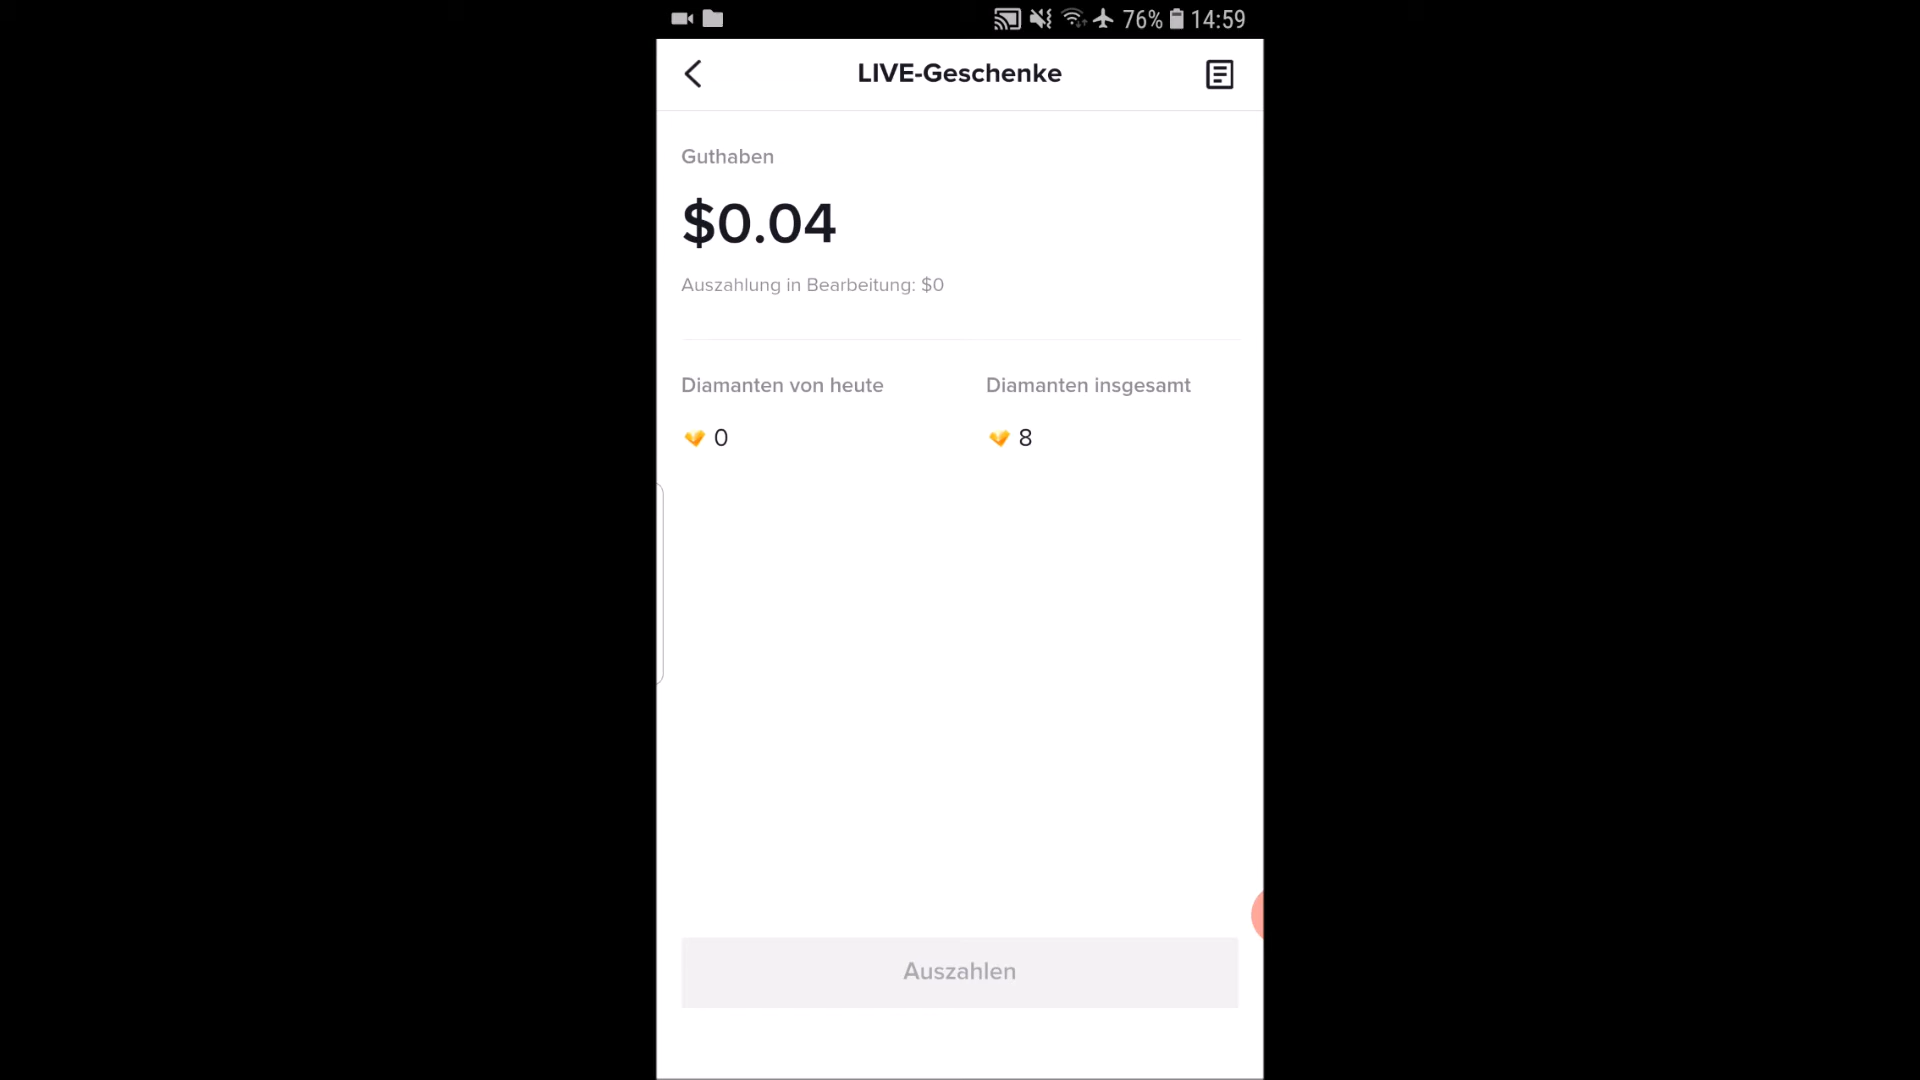 76% 14:59
LIVE-Geschenke
Guthaben
$0.04
Auszahlung in Bearbeitung: $0
Diamanten von heute
Diamanten insgesamt
0
8
Auszahlen